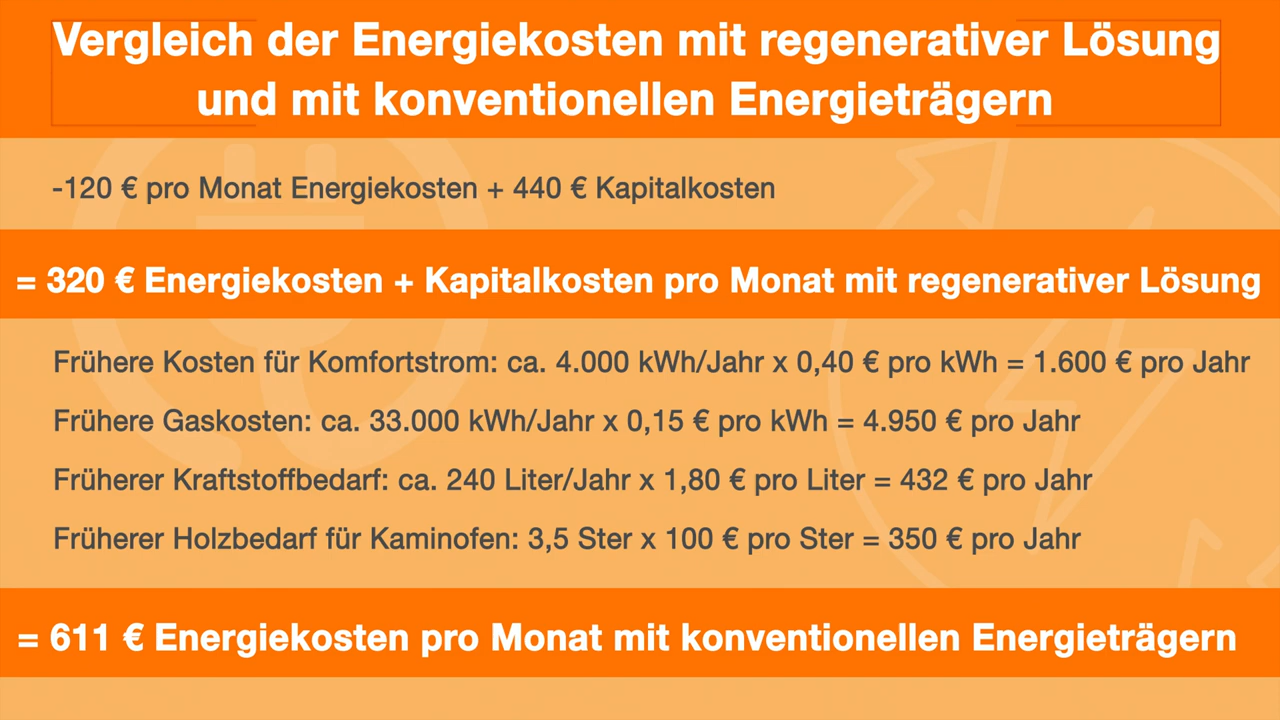 Vergleich der Energiekosten mit regenerativer Lösung
und mit konventionellen Energieträgern
-120 € pro Monat Energiekosten + 440 € Kapitalkosten
= 320 € Energiekosten + Kapitalkosten pro Monat mit regenerativer Lösung
Frühere Kosten für Komfortstrom: ca. 4.000 kWh/Jahr x 0,40 € pro kWh = 1.600 € pro Jahr
Frühere Gaskosten: ca. 33.000 kWh/Jahr x 0,15 € pro kWh = 4.950 € pro Jahr
Früherer Kraftstoffbedarf: ca. 240 Liter/Jahr x 1,80 € pro Liter = 432 € pro Jahr
Früherer Holzbedarf für Kaminofen: 3,5 Ster x 100 € pro Ster = 350 € pro Jahr
= 611 € Energiekosten pro Monat mit konventionellen Energieträgern